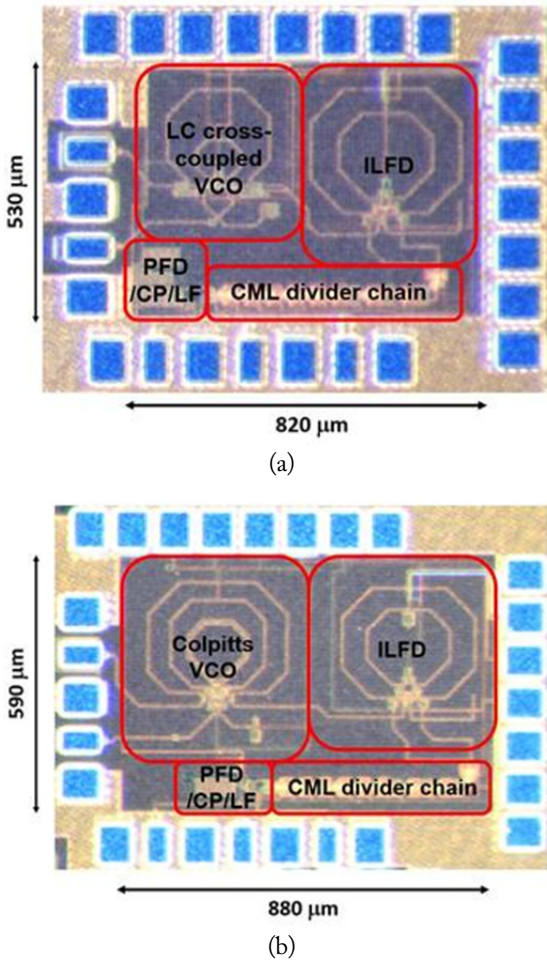 530 μm
LC cross-
coupled
VCO
ILFD
PFD
/CP/LF
CML divider chain
820 μm
(a)
590 μm
Colpitts
VCO
ILFD
PFD
/CP/LF
CML divider chain
880 μm
(b)